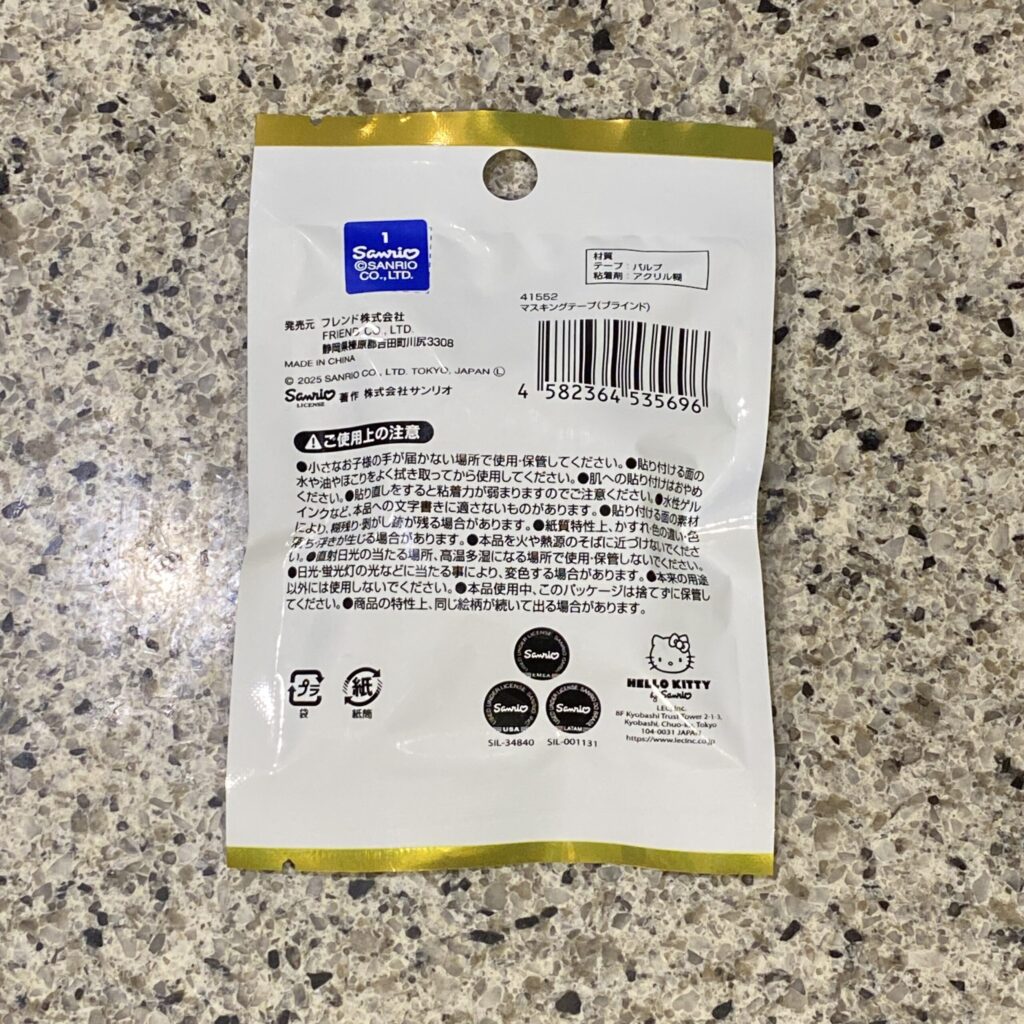 1
Sanrio
©SANRIO
CO.,LTD.
材質
テープ：パルプ
粘着剤：アクリル糊
41552
マスキングテープ(ブラインド)
4 582364 535696
発売元 フレンド株式会社
FRIEND CO., LTD.
静岡県榛原郡吉田町川尻3308
MADE IN CHINA
© 2025 SANRIO CO., LTD. TOKYO, JAPAN Ⓛ
Sanrio 著作 株式会社サンリオ
LICENSE
ご使用上の注意
●小さなお子様の手が届かない場所で使用・保管してください。●貼り付ける面の
水や油やほこりをよく拭き取ってから使用してください。●肌への貼り付けはおやめ
ください。●貼り直しをすると粘着力が弱まりますのでご注意ください。●水性ゲル
インクなど、本品への文字書きに適さないものがあります。●貼り付ける面の素材
により、糊残り・剥がし跡が残る場合があります。●紙質特性上、かすれ・色の違い・色
落ち・浮きが生じる場合があります。●本品を火や熱源のそばに近づけないでくださ
い。●直射日光の当たる場所、高温多湿になる場所で使用・保管しないでください。
●日光・蛍光灯の光などに当たる事により、変色する場合があります。●本来の用途
以外には使用しないでください。●本品使用中、このパッケージは捨てずに保管し
てください。●商品の特性上、同じ絵柄が続いて出る場合があります。
プラ
袋
紙
紙筒
Sanrio
EMEA
Sanrio
USA
SIL-34840
Sanrio
LATAM
SIL-001131
HELLO KITTY
by Sanrio
LEC, Inc.
8F Kyobashi Trust Tower 2-1-3,
Kyobashi, Chuo-ku, Tokyo
104-0031 JAPAN
https://www.lecinc.co.jp